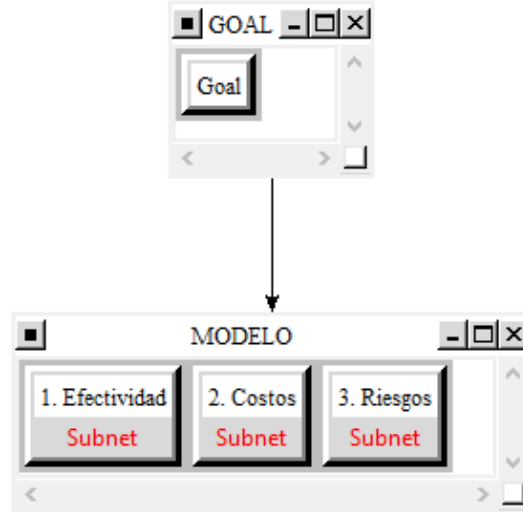 GOAL
Goal
MODELO
1. Efectividad 2. Costos 3. Riesgos
Subnet Subnet Subnet